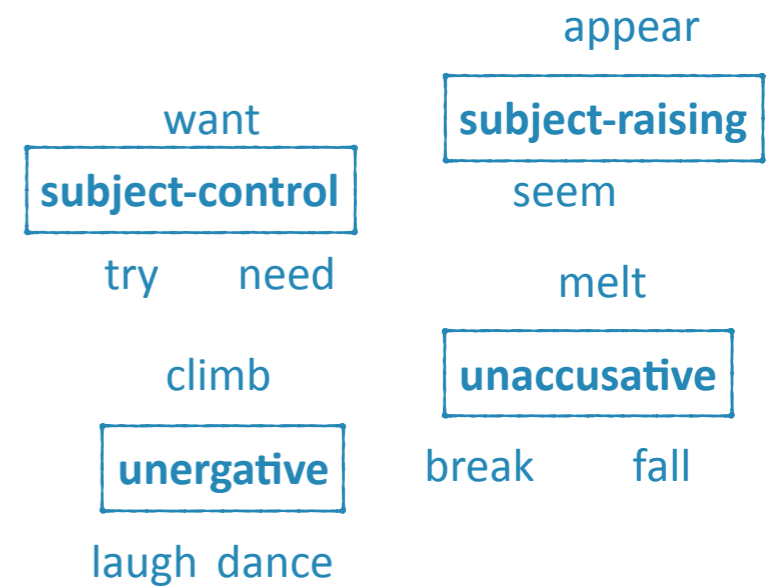 want
subject-control
try need
climb
unergative
laugh dance
appear
subject-raising
seem
melt
unaccusative
break fall